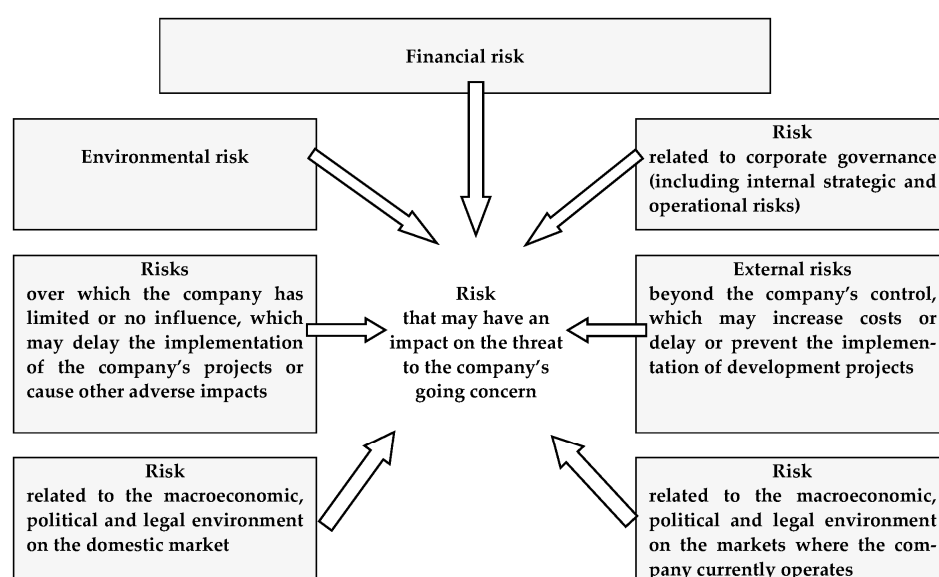 Financial risk
Environmental risk
Risk
related to corporate governance
(including internal strategic and
operational risks)
Risks
over which the company has
limited or no influence, which
may delay the implementation
of the company's projects or
cause other adverse impacts
Risk
that may have an
impact on the threat
to the company's
going concern
External risks
beyond the company's control,
which may increase costs or
delay or prevent the implemen-
tation of development projects
Risk
related to the macroeconomic,
political and legal environment
on the domestic market
Risk
related to the macroeconomic,
political and legal environment
on the markets where the com-
pany currently operates